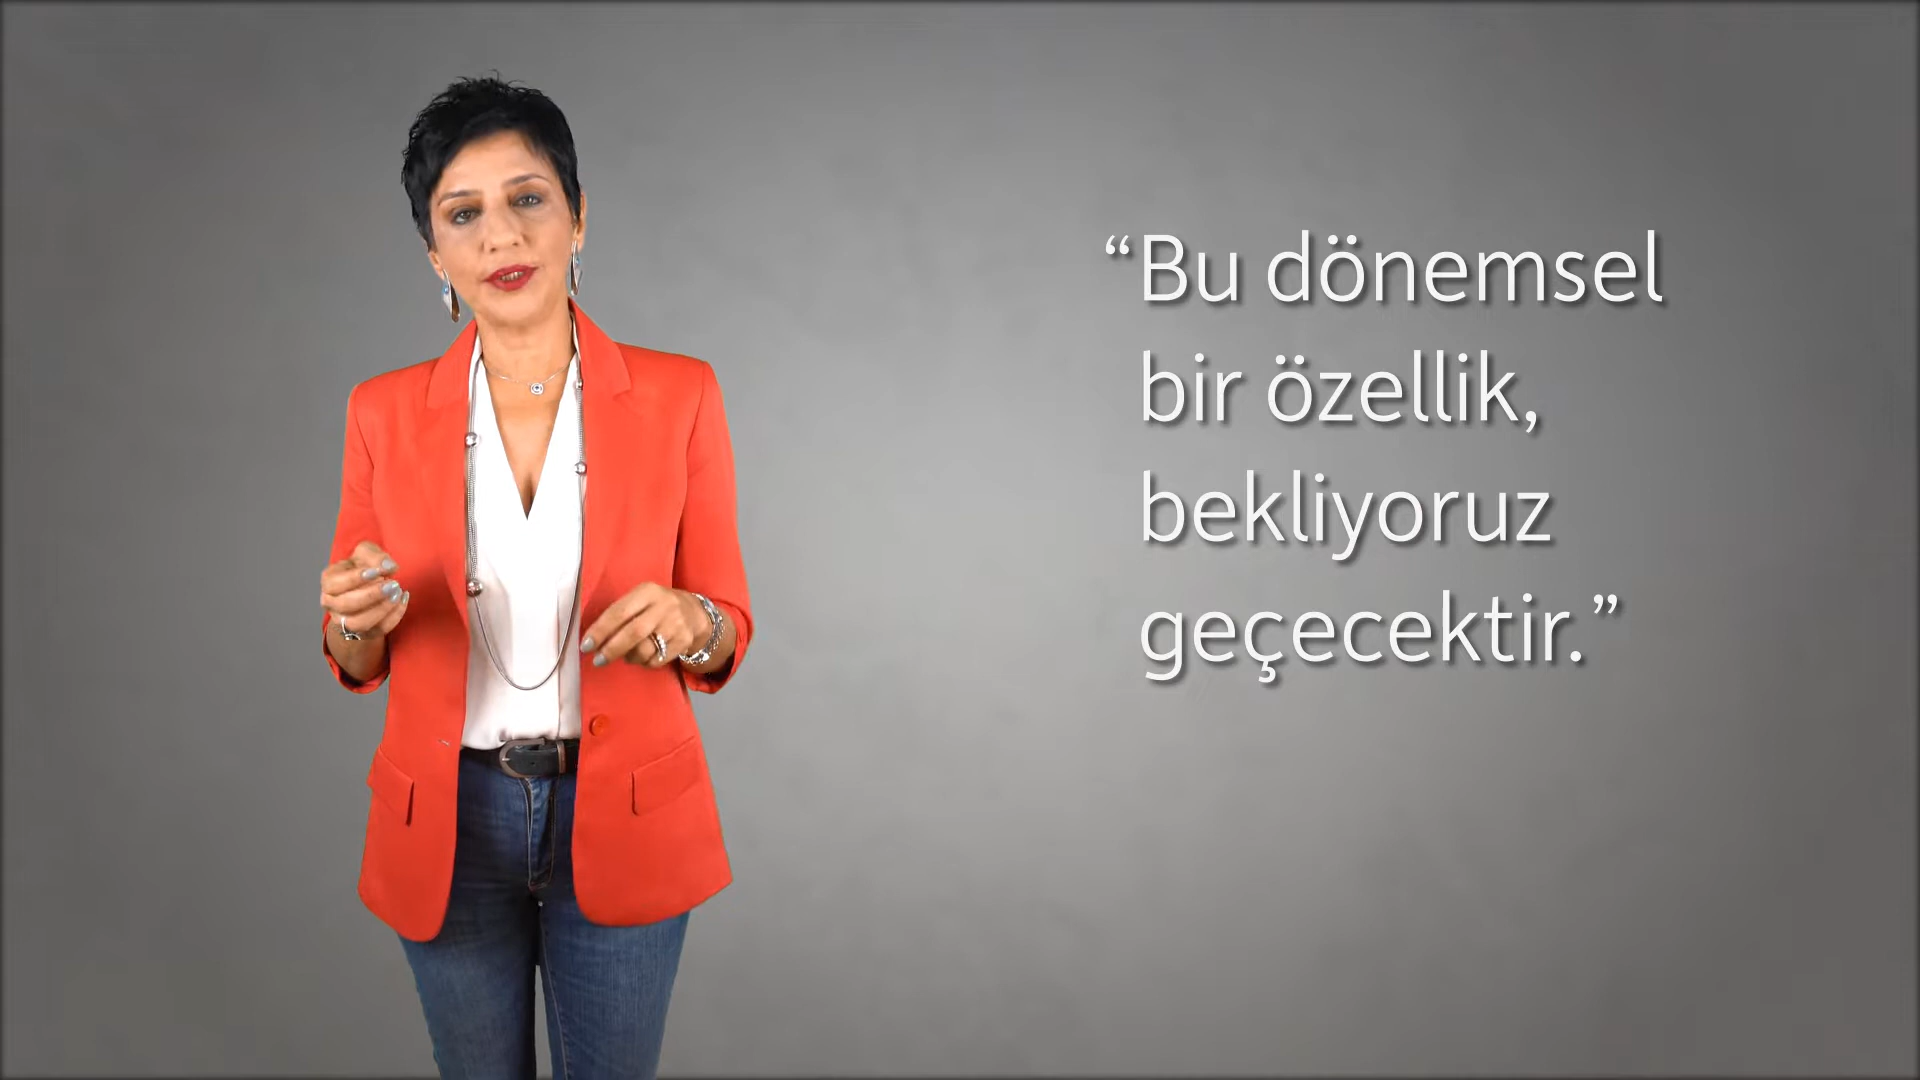 “Bu dönemsel
bir özellik,
bekliyoruz
geçecektir.”